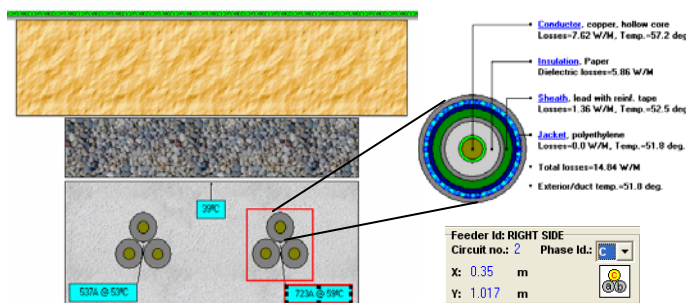 Conductor, copper, hollow core
Losses=7.62 W/M, Temp.=57.2 deg
Insulation, Paper
Dielectric losses=5.86 W/M
Sheath, lead with reinf. tape
Losses=1.36 W/M, Temp.=52.5 deg.
Jacket, polyethylene
Losses=0.0 W/M, Temp.=51.8 deg.
Total losses=14.84 W/M
Exterior/duct temp.=51.8 deg.
39ºC
537A @ 53ºC
723A @ 59ºC
Feeder Id: RIGHT SIDE
Circuit no.: 2 Phase Id.: C
X: 0.35 m
Y: 1.017 m
c
a b